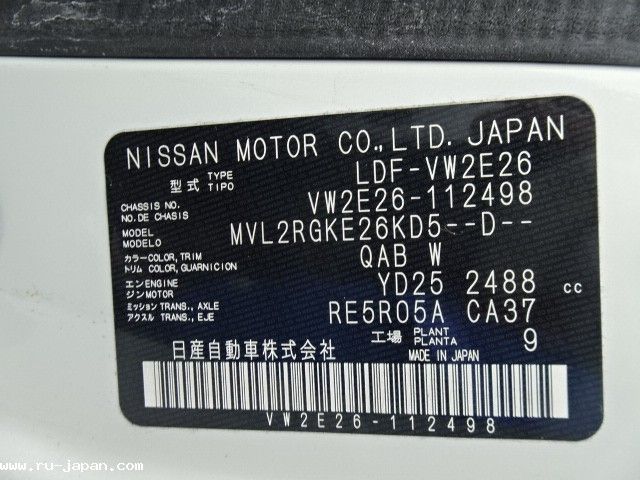 NISSAN MOTOR CO.,LTD. JAPAN
型式 TYPE TIPO LDF-VW2E26
CHASSIS NO. NO.DE CHASIS VW2E26-112498
MODEL MODELO MVL2RGKE26KD5--D--
カラー COLOR,TRIM トリム COLOR,GUARNICION QAB W
エンジン ENGINE MOTOR YD25 2488 cc
ミッション TRANS., AXLE アクスル TRANS., EJE RE5R05A CA37
日産自動車株式会社 工場 PLANT PLANTA 9
MADE IN JAPAN
VW2E26-112498
www.ru-japan.com